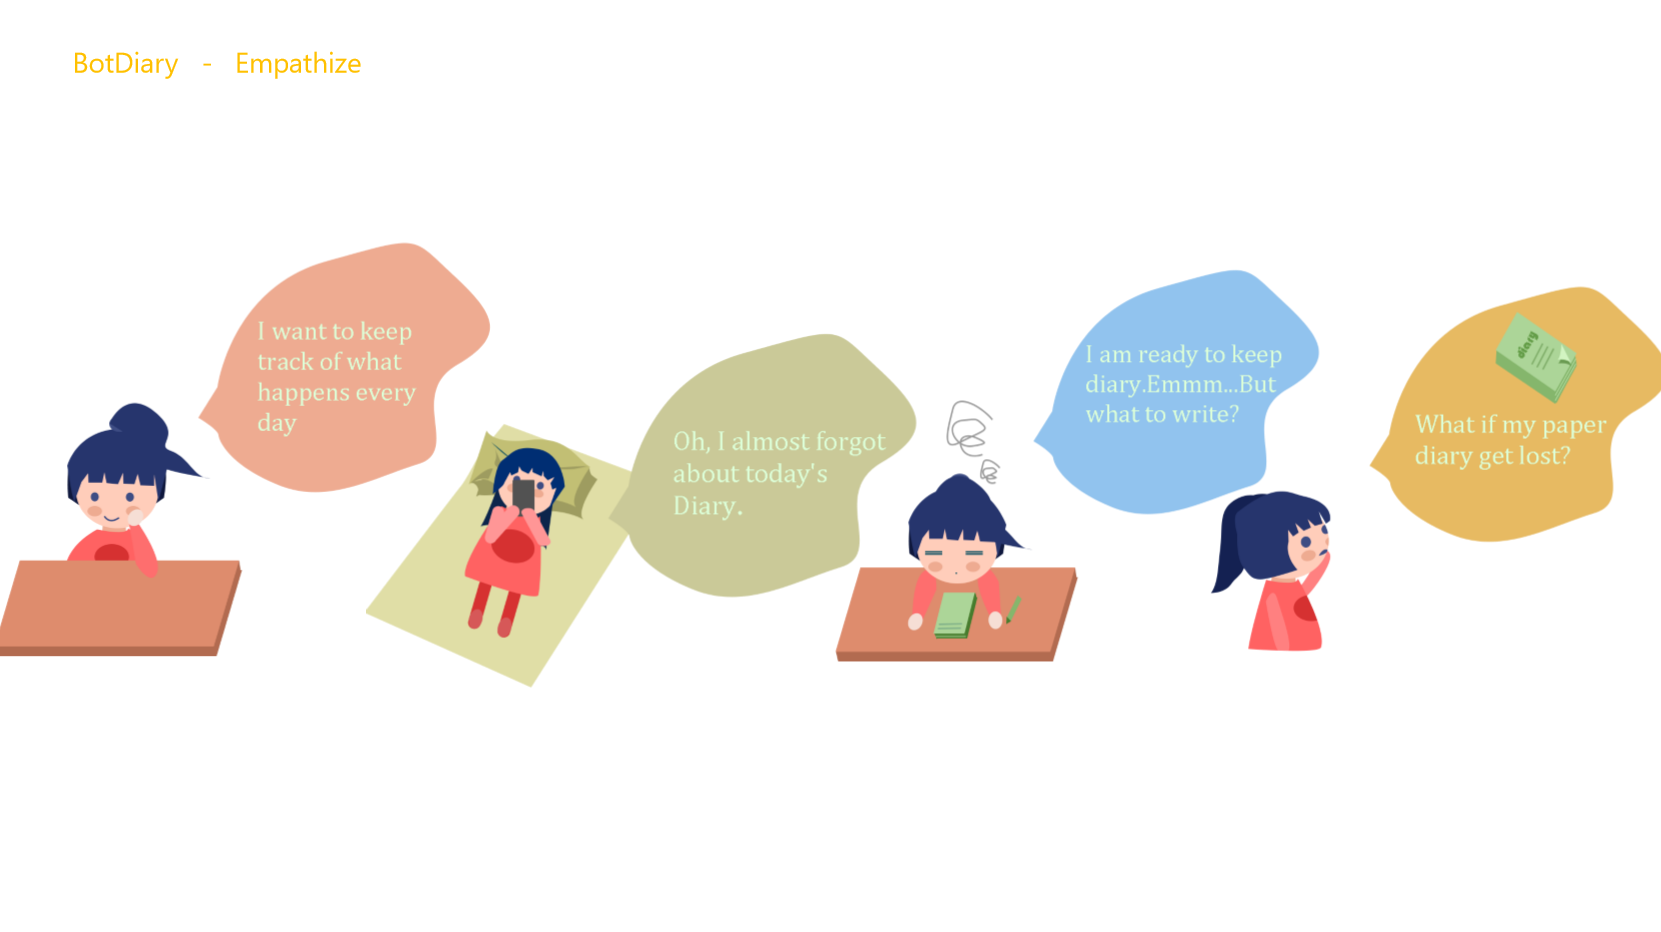 BotDiary - Empathize
I want to keep
track of what
happens every
day
Oh, I almost forgot
about today's
Diary.
I am ready to keep
diary.Emmm...But
what to write?
diary
What if my paper
diary get lost?